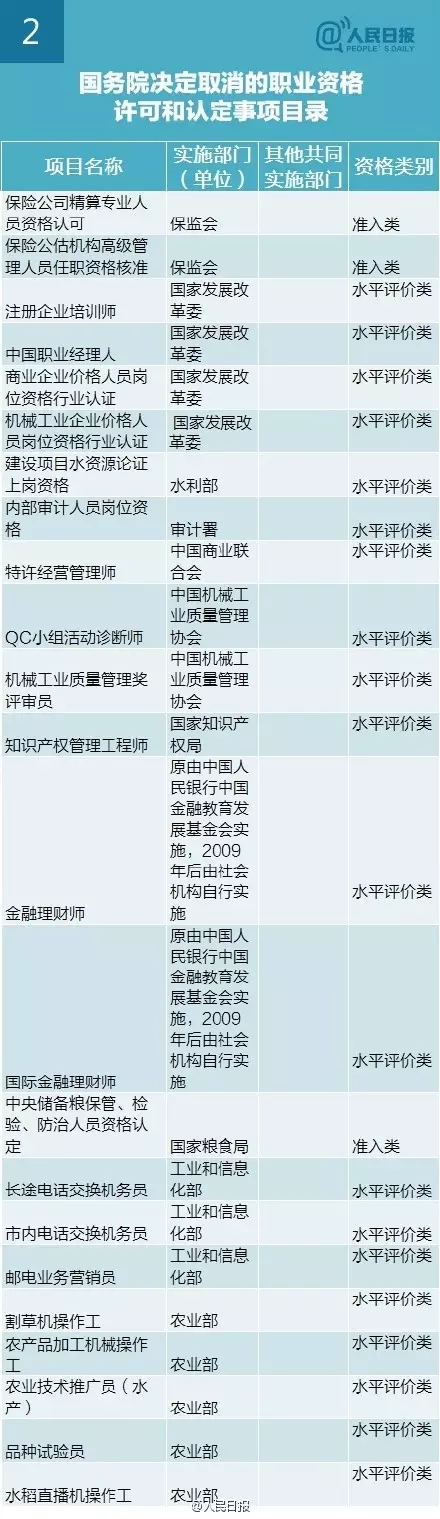 2
@人民日报
PEOPLE'S DAILY
国务院决定取消的职业资格
许可和认定事项目录
项目名称 实施部门（单位） 其他共同实施部门 资格类别
保险公司精算专业人员资格认可 保监会 准入类
保险公估机构高级管理人员任职资格核准 保监会 准入类
注册企业培训师 国家发展改革委 水平评价类
中国职业经理人 国家发展改革委 水平评价类
商业企业价格人员岗位资格行业认证 国家发展改革委 水平评价类
机械工业企业价格人员岗位资格行业认证 国家发展改革委 水平评价类
建设项目水资源论证上岗资格 水利部 水平评价类
内部审计人员岗位资格 审计署 水平评价类
特许经营管理师 中国商业联合会 水平评价类
QC小组活动诊断师 中国机械工业质量管理协会 水平评价类
机械工业质量管理奖评审员 中国机械工业质量管理协会 水平评价类
知识产权管理工程师 国家知识产权局 水平评价类
金融理财师 原由中国人民银行中国金融教育发展基金会实施，2009年后由社会机构自行实施 水平评价类
国际金融理财师 原由中国人民银行中国金融教育发展基金会实施，2009年后由社会机构自行实施 水平评价类
中央储备粮保管、检验、防治人员资格认定 国家粮食局 准入类
长途电话交换机务员 工业和信息化部 水平评价类
市内电话交换机务员 工业和信息化部 水平评价类
邮电业务营销员 工业和信息化部 水平评价类
割草机操作工 农业部 水平评价类
农产品加工机械操作工 农业部 水平评价类
农业技术推广员（水产） 农业部 水平评价类
品种试验员 农业部 水平评价类
水稻直播机操作工 农业部 水平评价类
@人民日报